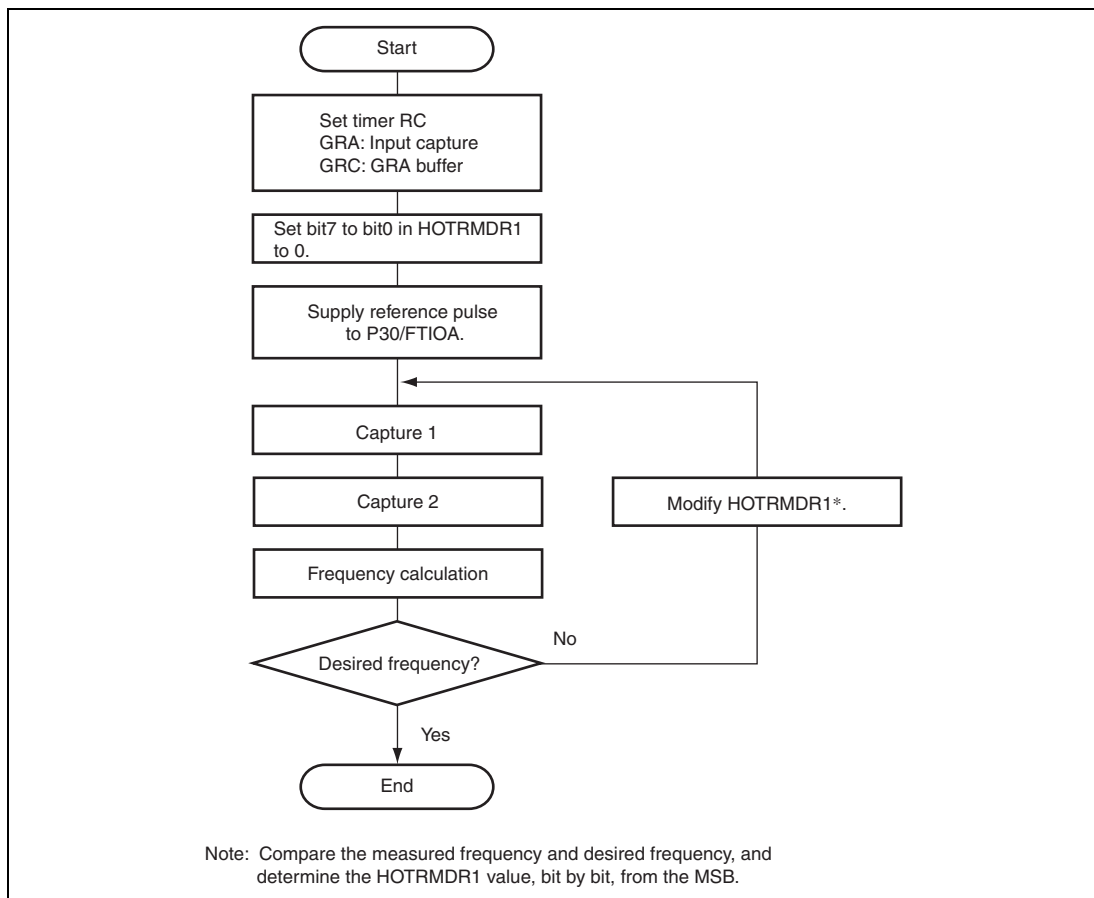 Start
Set timer RC
GRA: Input capture
GRC: GRA buffer
Set bit7 to bit0 in HOTRMDR1
to 0.
Supply reference pulse
to P30/FTIOA.
Capture 1
Capture 2
Modify HOTRMDR1*.
Frequency calculation
Desired frequency?
No
Yes
End
Note: Compare the measured frequency and desired frequency, and
determine the HOTRMDR1 value, bit by bit, from the MSB.